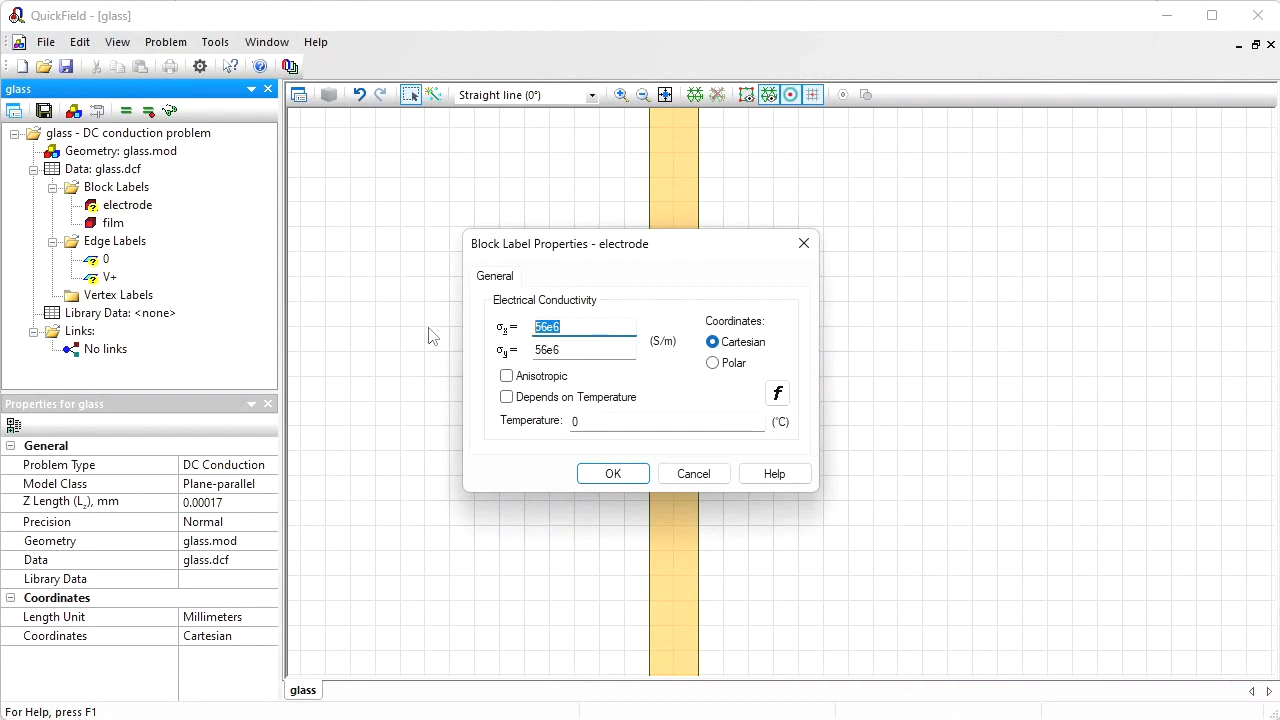 QuickField - [glass]
File Edit View Problem Tools Window Help
glass
Straight line (0°)
glass - DC conduction problem
Geometry: glass.mod
Data: glass.dcf
Block Labels
electrode
film
Edge Labels
0
V+
Vertex Labels
Library Data: <none>
Links:
No links
Block Label Properties - electrode
General
Electrical Conductivity
σx = 56e6
σy = 56e6
(S/m)
Coordinates:
Cartesian
Polar
Anisotropic
Depends on Temperature
f
Temperature: 0 (°C)
OK Cancel Help
Properties for glass
General
Problem Type DC Conduction
Model Class Plane-parallel
Z Length (Lz), mm 0.00017
Precision Normal
Geometry glass.mod
Data glass.dcf
Library Data
Coordinates
Length Unit Millimeters
Coordinates Cartesian
glass
For Help, press F1